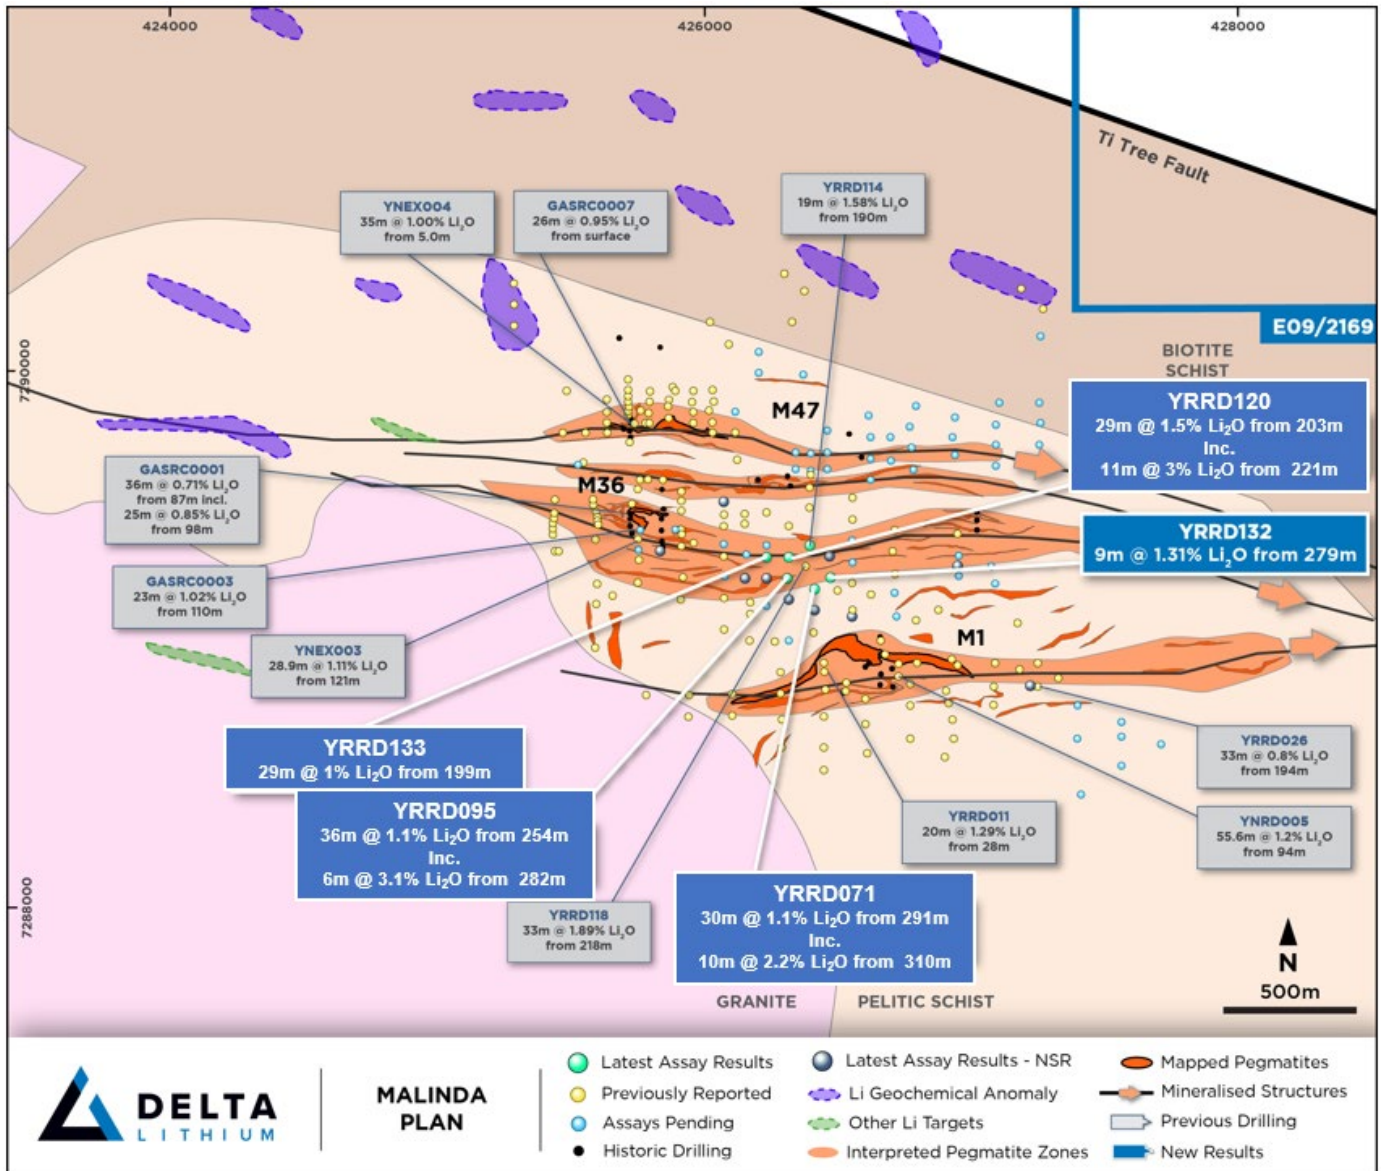 424000
426000
428000
Ti Tree Fault
YRRD114
19m @ 1.58% Li₂O
from 190m
YNEX004
35m @ 1.00% Li₂O
from 5.0m
GASRC0007
26m @ 0.95% Li₂O
from surface
E09/2169
7290000
BIOTITE
SCHIST
M47
YRRD120
29m @ 1.5% Li₂O from 203m
Inc.
11m @ 3% Li₂O from 221m
GASRC0001
36m @ 0.71% Li₂O
from 87m incl.
25m @ 0.85% Li₂O
from 98m
M36
YRRD132
9m @ 1.31% Li₂O from 279m
GASRC0003
23m @ 1.02% Li₂O
from 110m
YNEX003
28.9m @ 1.11% Li₂O
from 121m
M1
YRRD133
29m @ 1% Li₂O from 199m
YRRD026
33m @ 0.8% Li₂O
from 194m
YRRD095
36m @ 1.1% Li₂O from 254m
Inc.
6m @ 3.1% Li₂O from 282m
YRRD011
20m @ 1.29% Li₂O
from 28m
YNRD005
55.6m @ 1.2% Li₂O
from 94m
7288000
YRRD118
33m @ 1.89% Li₂O
from 218m
YRRD071
30m @ 1.1% Li₂O from 291m
Inc.
10m @ 2.2% Li₂O from 310m
N
500m
GRANITE
PELITIC SCHIST
DELTA
LITHIUM
MALINDA
PLAN
Latest Assay Results
Previously Reported
Assays Pending
Historic Drilling
Latest Assay Results - NSR
Li Geochemical Anomaly
Other Li Targets
Interpreted Pegmatite Zones
Mapped Pegmatites
Mineralised Structures
Previous Drilling
New Results